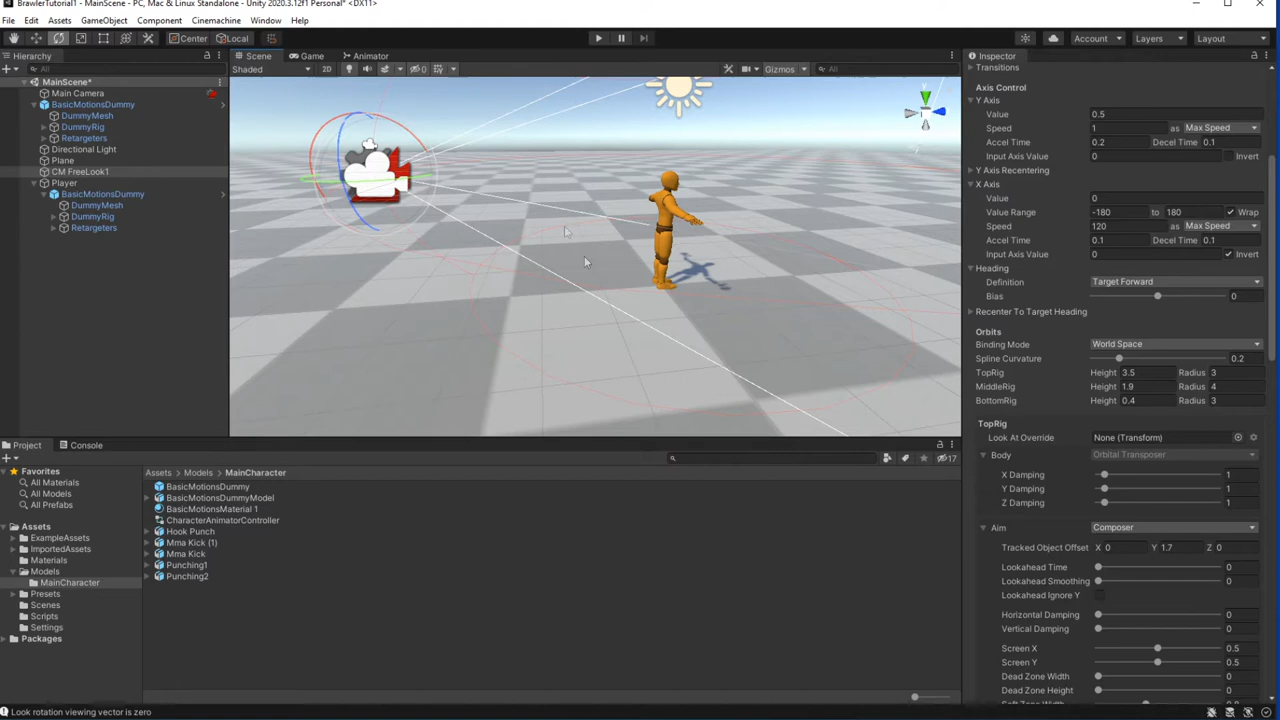 BrawlerTutorial1 - MainScene - PC, Mac & Linux Standalone - Unity 2020.3.12f1 Personal* <DX11>
File Edit Assets GameObject Component Cinemachine Window Help
Center Local Account Layers Layout
Hierarchy
All
MainScene*
Main Camera
BasicMotionsDummy
DummyMesh
DummyRig
Retargeters
Directional Light
Plane
CM FreeLook1
Player
BasicMotionsDummy
DummyMesh
DummyRig
Retargeters
Scene Game Animator
Shaded 2D 0 Gizmos All
Inspector
Transitions
Axis Control
Y Axis
Value 0.5
Speed 1 as Max Speed
Accel Time 0.2 Decel Time 0.1
Input Axis Value 0 Invert
Y Axis Recentering
X Axis
Value 0
Value Range -180 to 180 Wrap
Speed 120 as Max Speed
Accel Time 0.1 Decel Time 0.1
Input Axis Value 0 Invert
Heading
Definition Target Forward
Bias 0
Recenter To Target Heading
Orbits
Binding Mode World Space
Spline Curvature 0.2
TopRig Height 3.5 Radius 3
MiddleRig Height 1.9 Radius 4
BottomRig Height 0.4 Radius 3
TopRig
Look At Override None (Transform)
Body Orbital Transposer
X Damping 1
Y Damping 1
Z Damping 1
Aim Composer
Tracked Object Offset X 0 Y 1.7 Z 0
Lookahead Time 0
Lookahead Smoothing 0
Lookahead Ignore Y
Horizontal Damping 0
Vertical Damping 0
Screen X 0.5
Screen Y 0.5
Dead Zone Width 0
Dead Zone Height 0
Project Console
17
Favorites
All Materials
All Models
All Prefabs
Assets
ExampleAssets
ImportedAssets
Materials
Models
MainCharacter
Presets
Scenes
Scripts
Settings
Packages
Assets > Models > MainCharacter
BasicMotionsDummy
BasicMotionsDummyModel
BasicMotionsMaterial 1
CharacterAnimatorController
Hook Punch
Mma Kick (1)
Mma Kick
Punching1
Punching2
Look rotation viewing vector is zero